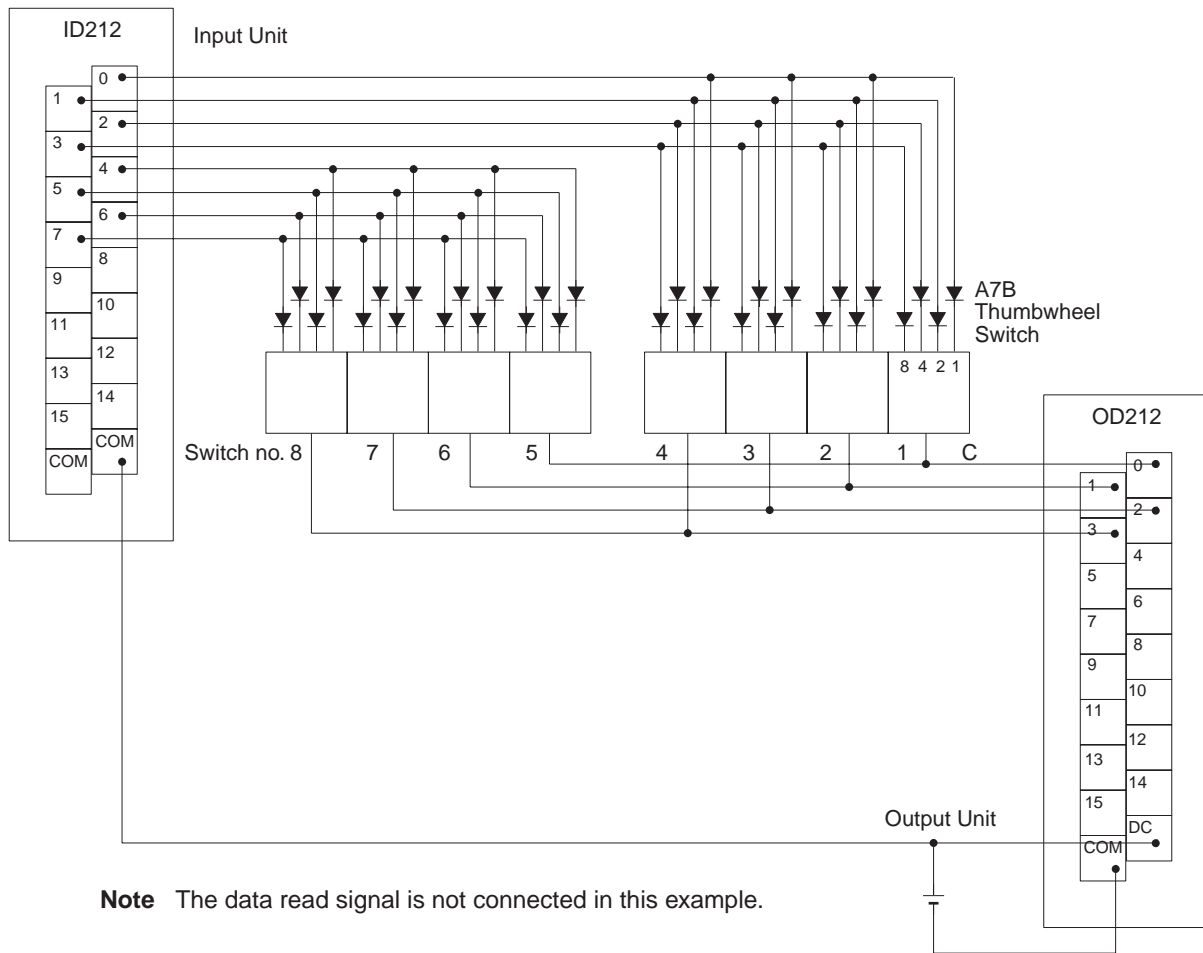 ID212
Input Unit
0
1
2
3
4
5
6
7
8
9
10
11
12
13
14
15
COM
COM
A7B
Thumbwheel
Switch
8 4 2 1
Switch no. 8 7 6 5 4 3 2 1 C
OD212
0
1
2
3
4
5
6
7
8
9
10
11
12
13
14
15
DC
COM
Output Unit
Note The data read signal is not connected in this example.